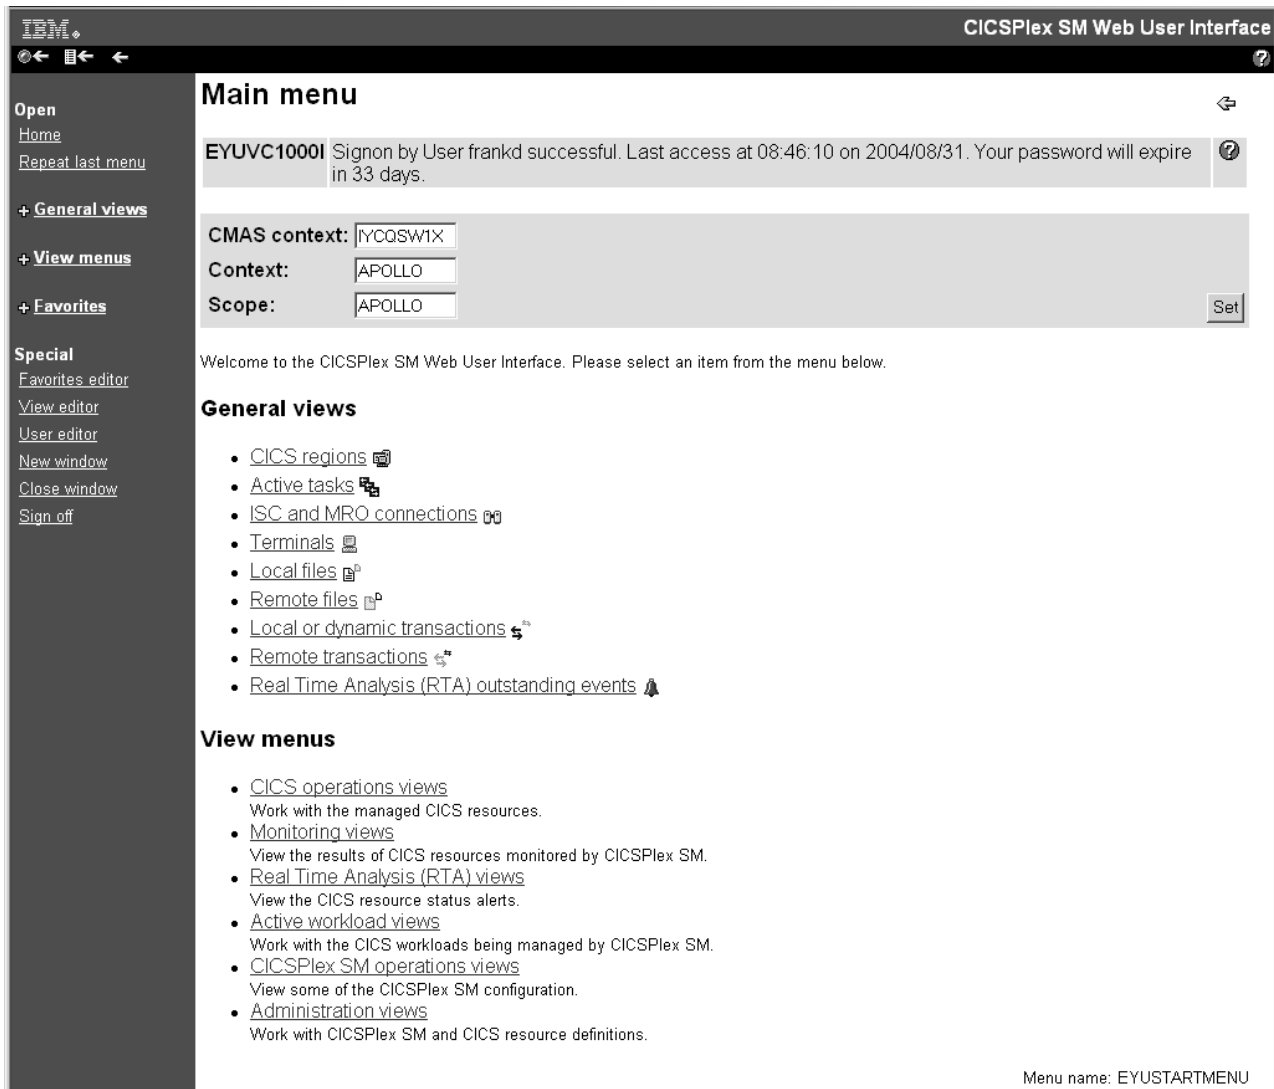 IBM.
CICSPlex SM Web User Interface
Main menu
Open
Home
Repeat last menu
+ General views
+ View menus
+ Favorites
Special
Favorites editor
View editor
User editor
New window
Close window
Sign off
EYUVC1000I Signon by User frankd successful. Last access at 08:46:10 on 2004/08/31. Your password will expire
in 33 days.
CMAS context: IYCQSW1X
Context: APOLLO
Scope: APOLLO
Set
Welcome to the CICSPlex SM Web User Interface. Please select an item from the menu below.
General views
• CICS regions
• Active tasks
• ISC and MRO connections
• Terminals
• Local files
• Remote files
• Local or dynamic transactions
• Remote transactions
• Real Time Analysis (RTA) outstanding events
View menus
• CICS operations views
Work with the managed CICS resources.
• Monitoring views
View the results of CICS resources monitored by CICSPlex SM.
• Real Time Analysis (RTA) views
View the CICS resource status alerts.
• Active workload views
Work with the CICS workloads being managed by CICSPlex SM.
• CICSPlex SM operations views
View some of the CICSPlex SM configuration.
• Administration views
Work with CICSPlex SM and CICS resource definitions.
Menu name: EYUSTARTMENU